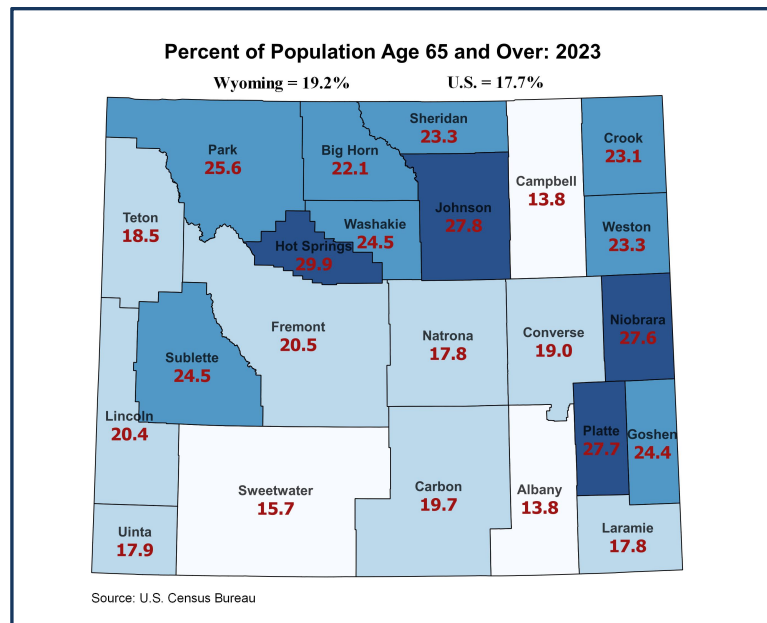 Percent of Population Age 65 and Over: 2023
Wyoming = 19.2% U.S. = 17.7%
Sheridan
23.3
Park
25.6
Big Horn
22.1
Crook
23.1
Campbell
13.8
Johnson
27.8
Teton
18.5
Washakie
24.5
Weston
23.3
Hot Springs
29.9
Niobrara
27.6
Fremont
20.5
Natrona
17.8
Converse
19.0
Sublette
24.5
Lincoln
20.4
Platte
27.7
Goshen
24.4
Sweetwater
15.7
Carbon
19.7
Albany
13.8
Uinta
17.9
Laramie
17.8
Source: U.S. Census Bureau